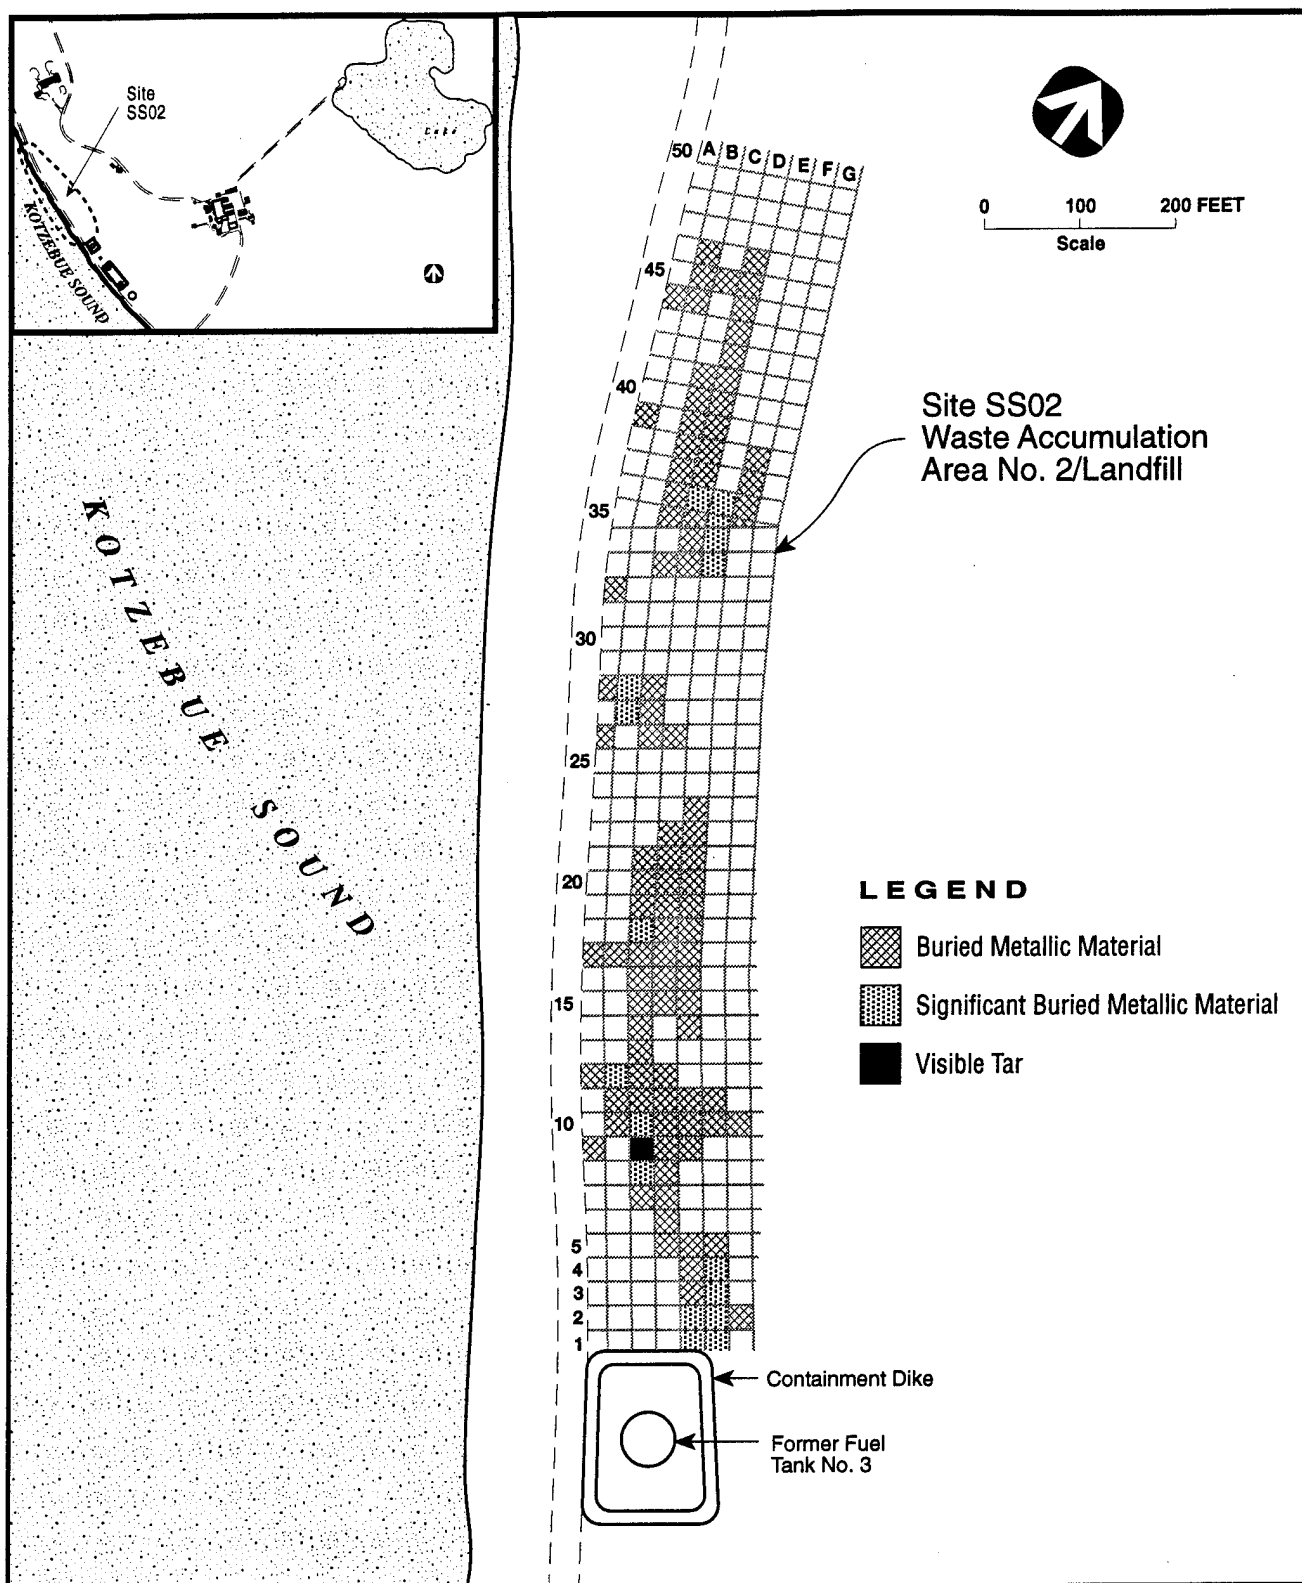 Site
SS02
Lake
KOTZEBUE SOUND
50 A B C D E F G
45
40
35
30
25
20
15
10
5
4
3
2
1
0 100 200 FEET
Scale
Site SS02
Waste Accumulation
Area No. 2/Landfill
KOTZEBUE SOUND
LEGEND
Buried Metallic Material
Significant Buried Metallic Material
Visible Tar
Containment Dike
Former Fuel
Tank No. 3